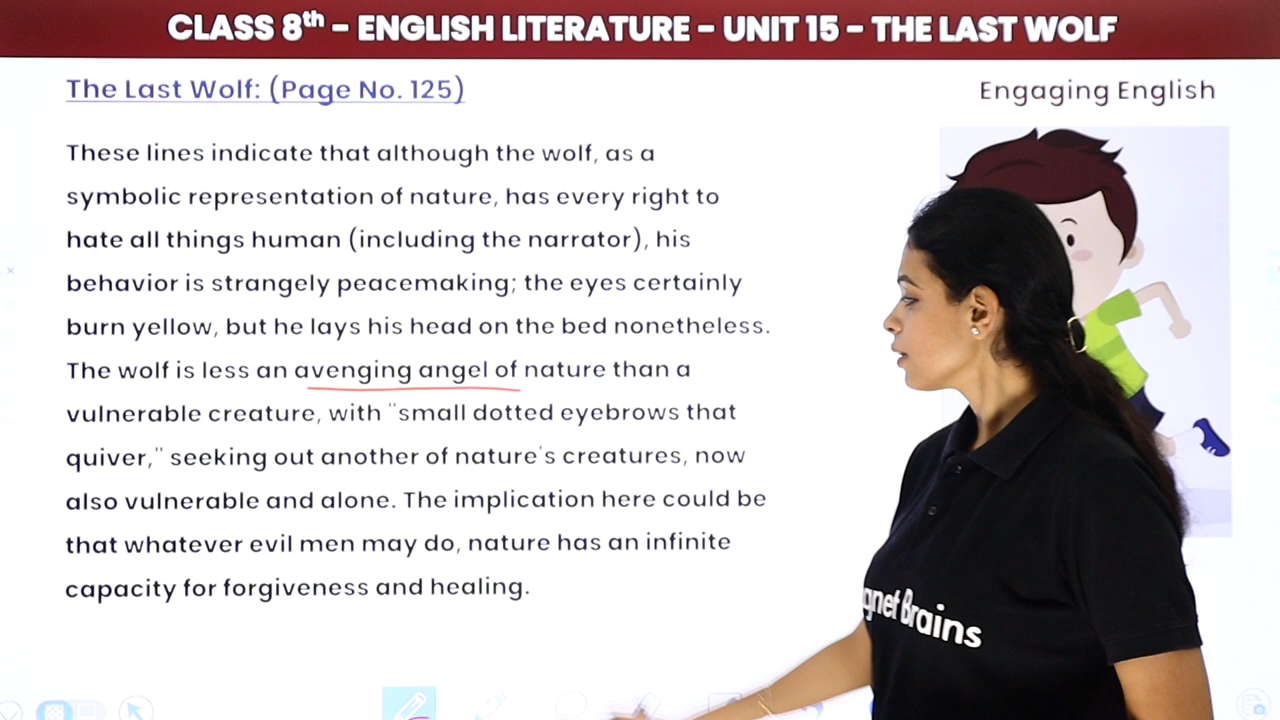 CLASS 8th - ENGLISH LITERATURE - UNIT 15 - THE LAST WOLF
The Last Wolf: (Page No. 125)
Engaging English
These lines indicate that although the wolf, as a
symbolic representation of nature, has every right to
hate all things human (including the narrator), his
behavior is strangely peacemaking; the eyes certainly
burn yellow, but he lays his head on the bed nonetheless.
The wolf is less an avenging angel of nature than a
vulnerable creature, with "small dotted eyebrows that
quiver," seeking out another of nature's creatures, now
also vulnerable and alone. The implication here could be
that whatever evil men may do, nature has an infinite
capacity for forgiveness and healing.
gnet Brains